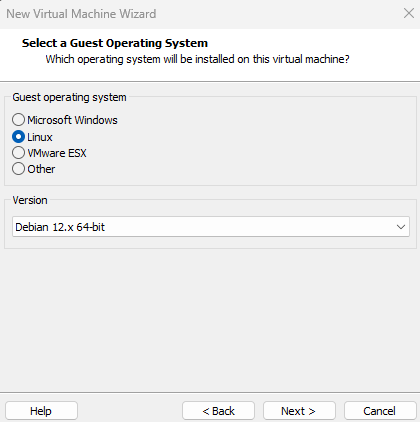 New Virtual Machine Wizard
Select a Guest Operating System
Which operating system will be installed on this virtual machine?
Guest operating system
Microsoft Windows
Linux
VMware ESX
Other
Version
Debian 12.x 64-bit
Help
< Back
Next >
Cancel